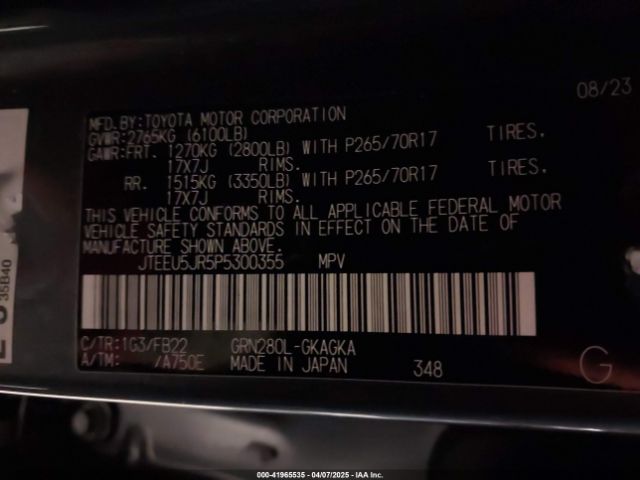 08/23
MFD.BY:TOYOTA MOTOR CORPORATION
GVWR:2765KG (6100LB)
GAWR:FRT. 1270KG (2800LB) WITH P265/70R17 TIRES.
17X7J RIMS.
RR. 1515KG (3350LB) WITH P265/70R17 TIRES.
17X7J RIMS.
THIS VEHICLE CONFORMS TO ALL APPLICABLE FEDERAL MOTOR
VEHICLE SAFETY STANDARDS IN EFFECT ON THE DATE OF
MANUFACTURE SHOWN ABOVE.
JTEEU5JR5P5300355 MPV
C/TR:1G3/FB22 GRN280L-GKAGKA
A/TM: /A750E MADE IN JAPAN 348
G
35B40
000-41965535 - 04/07/2025 - IAA Inc.